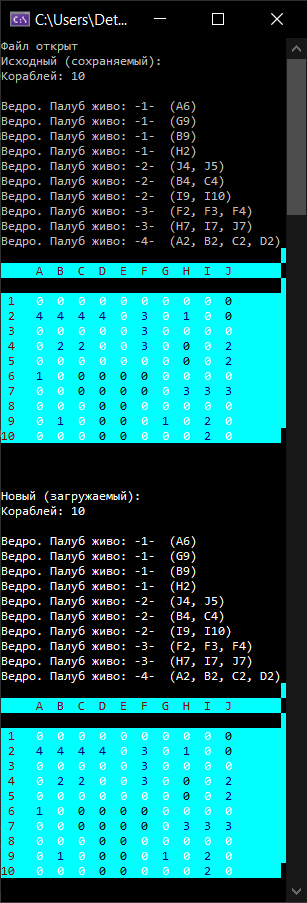 C:\Users\Det...
Файл открыт
Исходный (сохраняемый):
Кораблей: 10
Ведро. Палуб живо: -1-  (A6)
Ведро. Палуб живо: -1-  (G9)
Ведро. Палуб живо: -1-  (B9)
Ведро. Палуб живо: -1-  (H2)
Ведро. Палуб живо: -2-  (J4, J5)
Ведро. Палуб живо: -2-  (B4, C4)
Ведро. Палуб живо: -2-  (I9, I10)
Ведро. Палуб живо: -3-  (F2, F3, F4)
Ведро. Палуб живо: -3-  (H7, I7, J7)
Ведро. Палуб живо: -4-  (A2, B2, C2, D2)
A  B  C  D  E  F  G  H  I  J
1  0  0  0  0  0  0  0  0  0  0
2  4  4  4  4  0  3  0  1  0  0
3  0  0  0  0  0  3  0  0  0  0
4  0  2  2  0  0  3  0  0  0  2
5  0  0  0  0  0  0  0  0  0  2
6  1  0  0  0  0  0  0  0  0  0
7  0  0  0  0  0  0  0  3  3  3
8  0  0  0  0  0  0  0  0  0  0
9  0  1  0  0  0  0  1  0  2  0
10  0  0  0  0  0  0  0  0  2  0
Новый (загружаемый):
Кораблей: 10
Ведро. Палуб живо: -1-  (A6)
Ведро. Палуб живо: -1-  (G9)
Ведро. Палуб живо: -1-  (B9)
Ведро. Палуб живо: -1-  (H2)
Ведро. Палуб живо: -2-  (J4, J5)
Ведро. Палуб живо: -2-  (B4, C4)
Ведро. Палуб живо: -2-  (I9, I10)
Ведро. Палуб живо: -3-  (F2, F3, F4)
Ведро. Палуб живо: -3-  (H7, I7, J7)
Ведро. Палуб живо: -4-  (A2, B2, C2, D2)
A  B  C  D  E  F  G  H  I  J
1  0  0  0  0  0  0  0  0  0  0
2  4  4  4  4  0  3  0  1  0  0
3  0  0  0  0  0  3  0  0  0  0
4  0  2  2  0  0  3  0  0  0  2
5  0  0  0  0  0  0  0  0  0  2
6  1  0  0  0  0  0  0  0  0  0
7  0  0  0  0  0  0  0  3  3  3
8  0  0  0  0  0  0  0  0  0  0
9  0  1  0  0  0  0  1  0  2  0
10  0  0  0  0  0  0  0  0  2  0